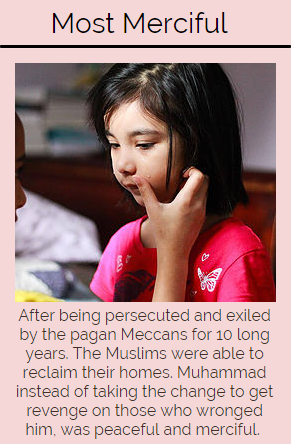 Most Merciful
After being persecuted and exiled
by the pagan Meccans for 10 long
years. The Muslims were able to
reclaim their homes. Muhammad
instead of taking the change to get
revenge on those who wronged
him, was peaceful and merciful.